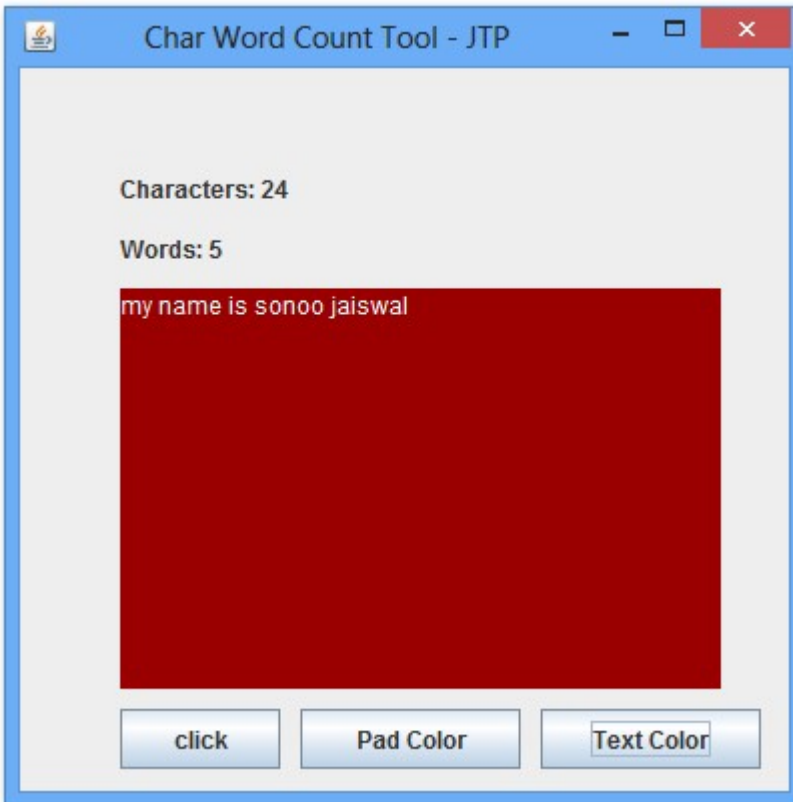 Char Word Count Tool - JTP
Characters: 24
Words: 5
my name is sonoo jaiswal
click Pad Color Text Color